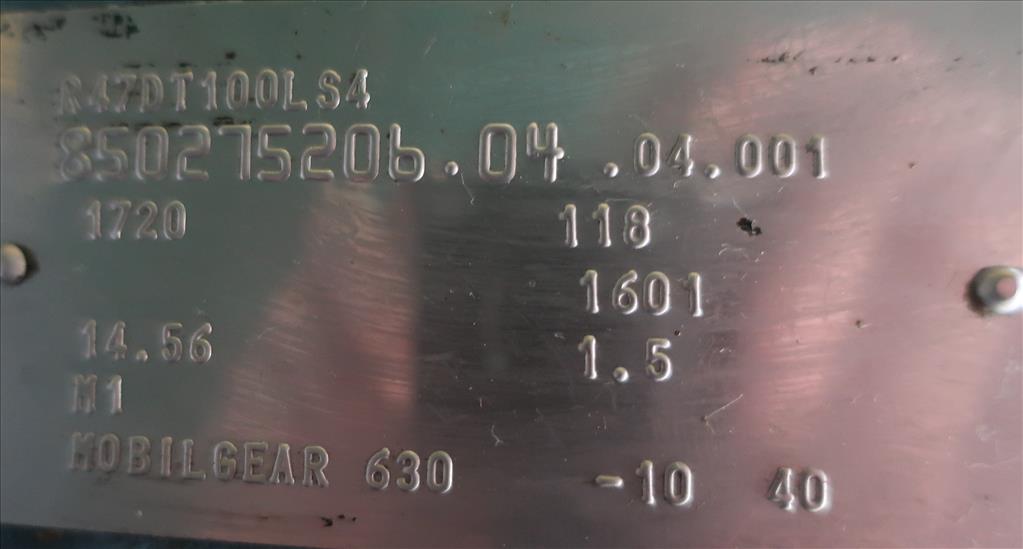 R47DT100LS4
850275206.04 .04.001
1720 118
1601
14.56 1.5
M1
MOBILGEAR 630 -10 40